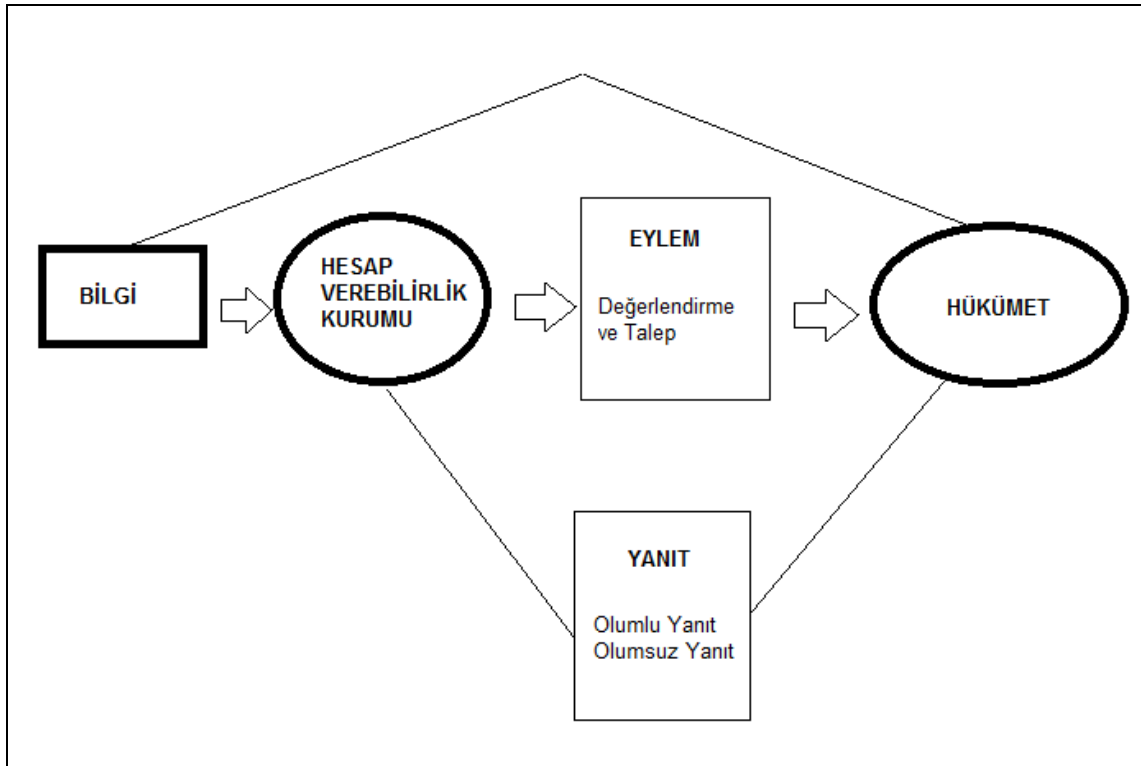 BİLGİ
HESAP
VEREBİLİRLİK
KURUMU
EYLEM
Değerlendirme
ve Talep
HÜKÜMET
YANIT
Olumlu Yanıt
Olumsuz Yanıt